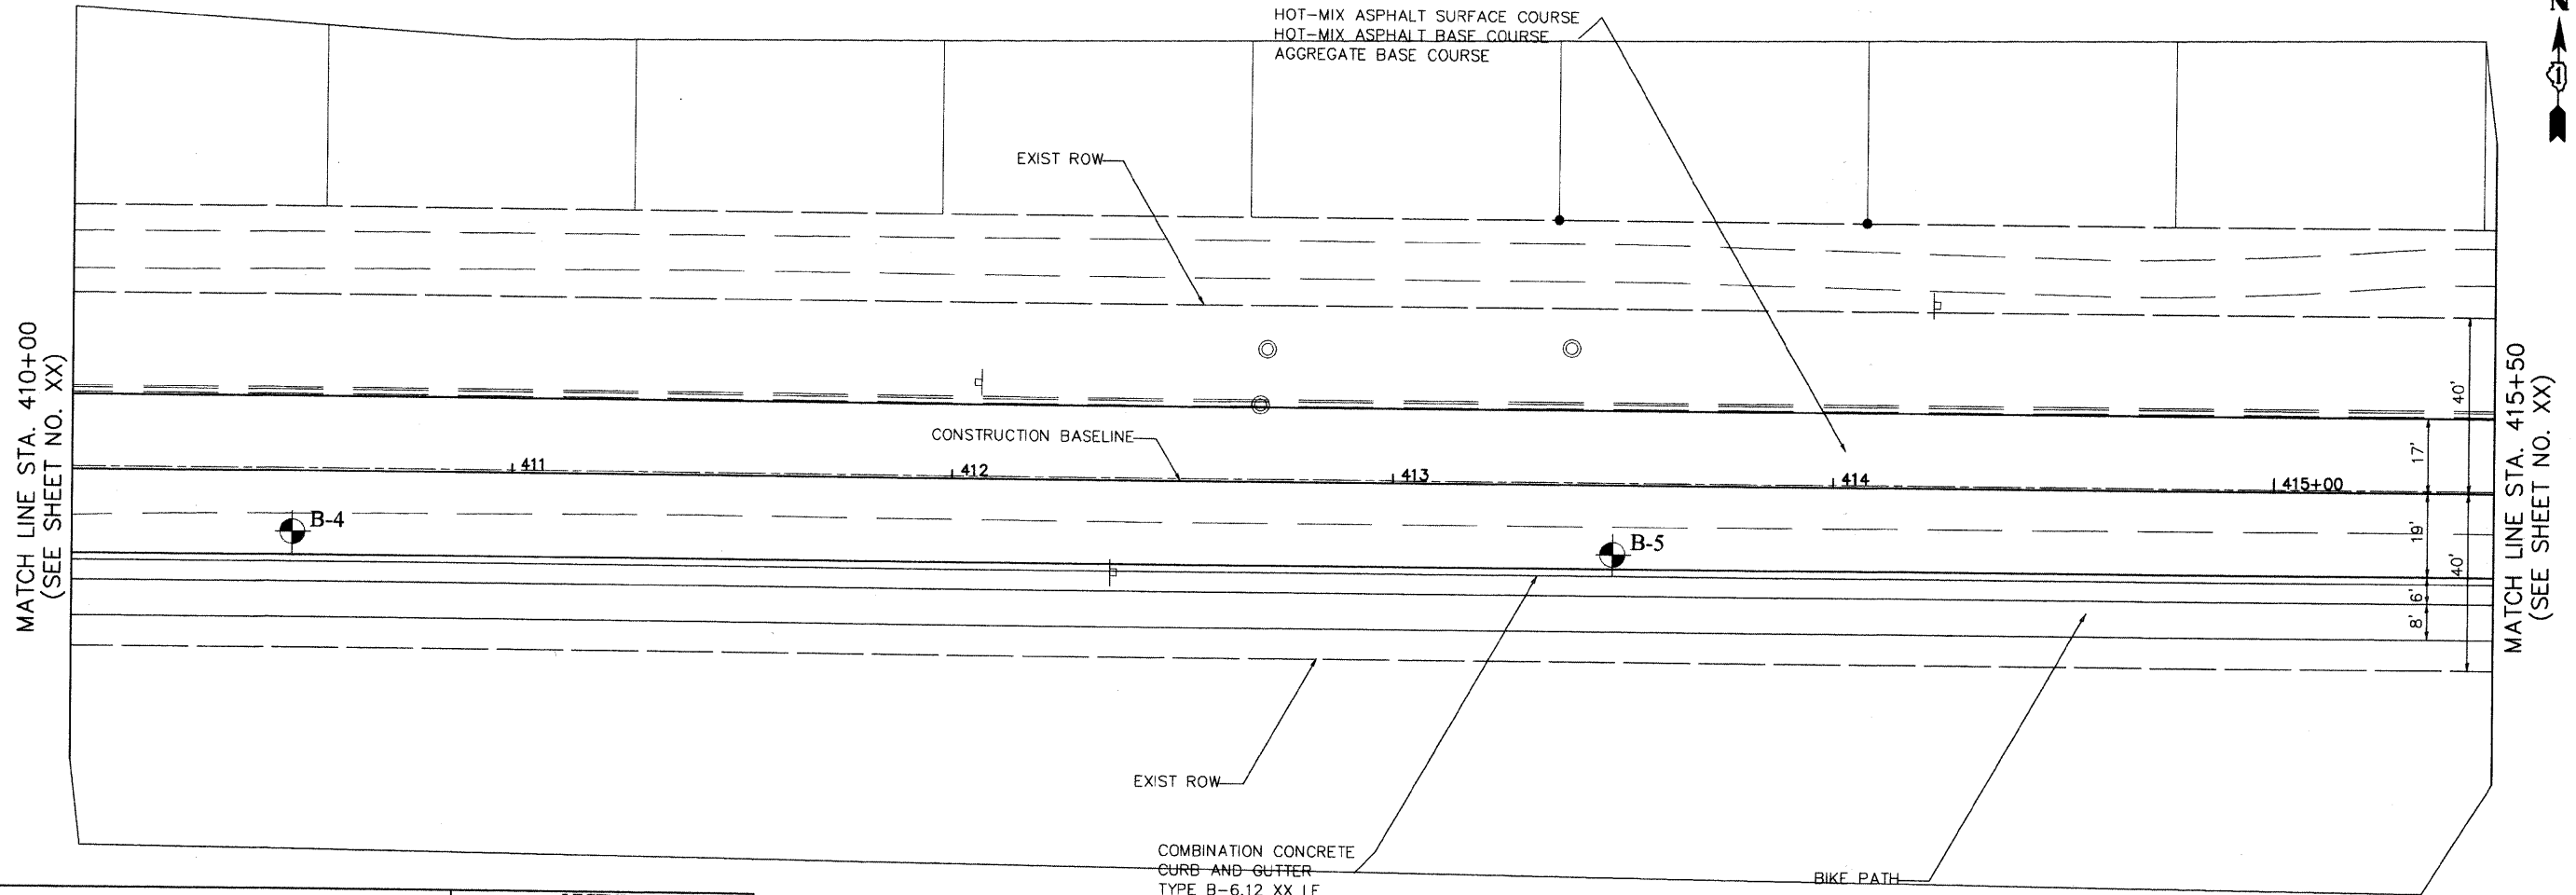 HOT-MIX ASPHALT SURFACE COURSE
HOT-MIX ASPHALT BASE COURSE
AGGREGATE BASE COURSE
N
1
EXIST ROW
MATCH LINE STA. 410+00
(SEE SHEET NO. XX)
CONSTRUCTION BASELINE
411
412
413
414
415+00
40'
17'
19'
40'
6'
8'
MATCH LINE STA. 415+50
(SEE SHEET NO. XX)
B-4
B-5
EXIST ROW
COMBINATION CONCRETE
CURB AND GUTTER
TYPE B-6.12 XX LF
BIKE PATH